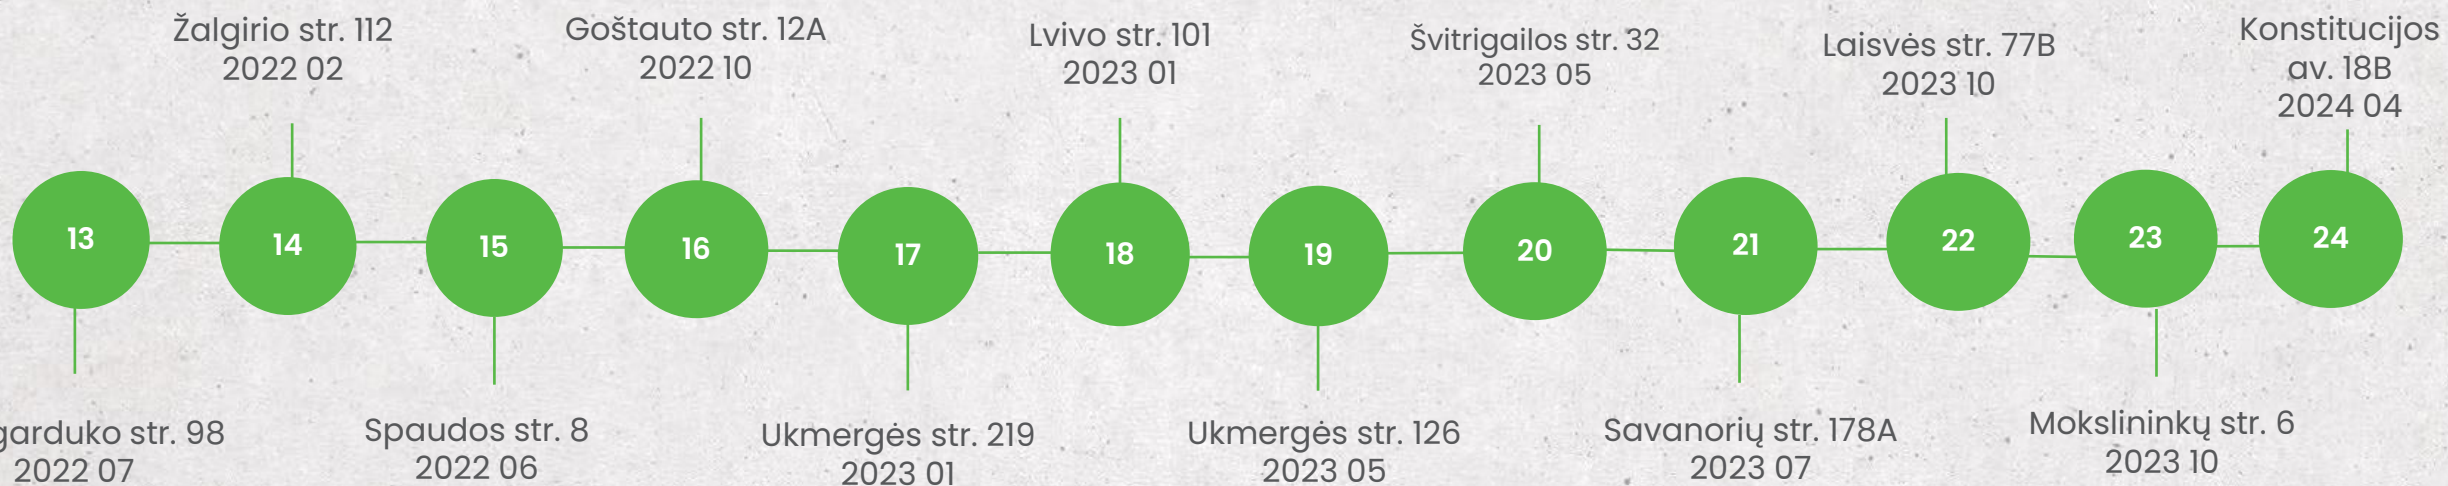 Žalgirio str. 112
2022 02
Goštauto str. 12A
2022 10
Lvivo str. 101
2023 01
Švitrigailos str. 32
2023 05
Laisvės str. 77B
2023 10
Konstitucijos
av. 18B
2024 04
13
14
15
16
17
18
19
20
21
22
23
24
str. 98
2022 07
Spaudos str. 8
2022 06
Ukmergės str. 219
2023 01
Ukmergės str. 126
2023 05
Savanorių str. 178A
2023 07
Mokslininkų str. 6
2023 10